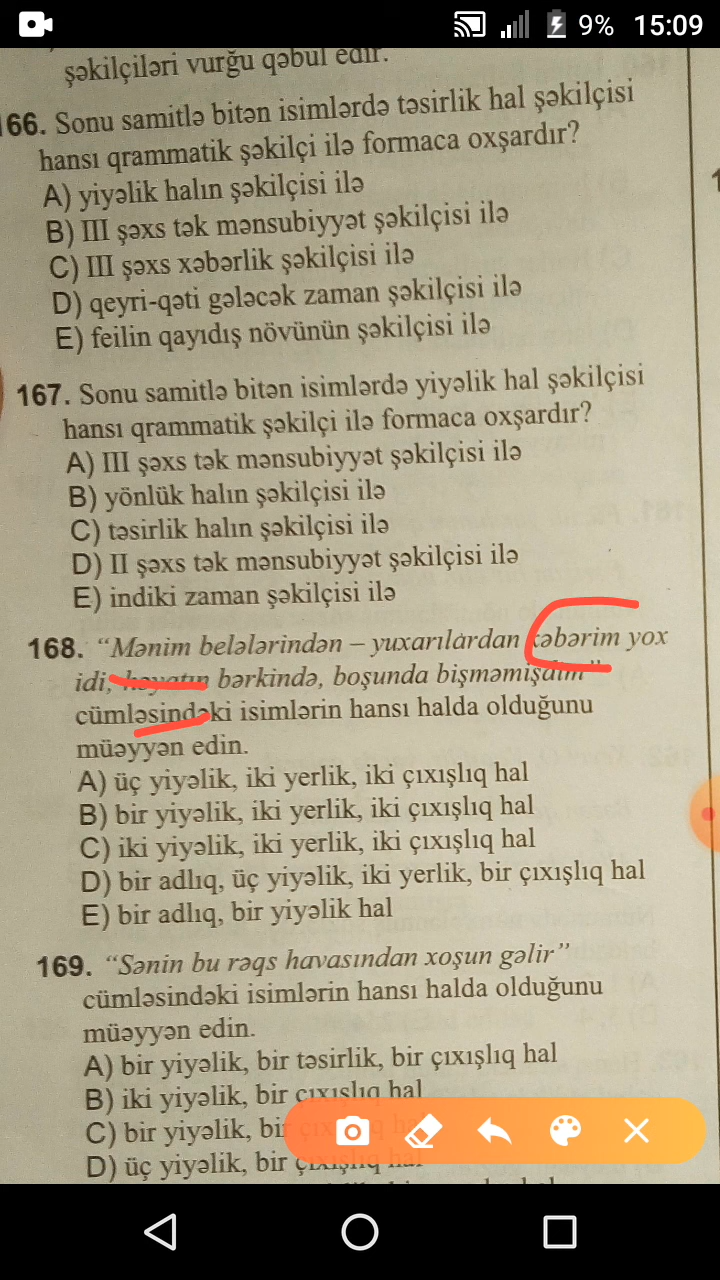 9% 15:09
şəkilçiləri vurğu qəbul edir.
166. Sonu samitlə bitən isimlərdə təsirlik hal şəkilçisi
hansı qrammatik şəkilçi ilə formaca oxşardır?
A) yiyəlik halın şəkilçisi ilə
B) III şəxs tək mənsubiyyət şəkilçisi ilə
C) III şəxs xəbərlik şəkilçisi ilə
D) qeyri-qəti gələcək zaman şəkilçisi ilə
E) feilin qayıdış növünün şəkilçisi ilə
167. Sonu samitlə bitən isimlərdə yiyəlik hal şəkilçisi
hansı qrammatik şəkilçi ilə formaca oxşardır?
A) III şəxs tək mənsubiyyət şəkilçisi ilə
B) yönlük halın şəkilçisi ilə
C) təsirlik halın şəkilçisi ilə
D) II şəxs tək mənsubiyyət şəkilçisi ilə
E) indiki zaman şəkilçisi ilə
168. “Mənim belələrindən – yuxarılardan xəbərim yox
idi, həyatın bərkində, boşunda bişməmişdim”
cümləsindəki isimlərin hansı halda olduğunu
müəyyən edin.
A) üç yiyəlik, iki yerlik, iki çıxışlıq hal
B) bir yiyəlik, iki yerlik, iki çıxışlıq hal
C) iki yiyəlik, iki yerlik, iki çıxışlıq hal
D) bir adlıq, üç yiyəlik, iki yerlik, bir çıxışlıq hal
E) bir adlıq, bir yiyəlik hal
169. “Sənin bu rəqs havasından xoşun gəlir”
cümləsindəki isimlərin hansı halda olduğunu
müəyyən edin.
A) bir yiyəlik, bir təsirlik, bir çıxışlıq hal
B) iki yiyəlik, bir çıxışlıq hal
C) bir yiyəlik,
D) üç yiyəlik, bir çıxışlıq hal